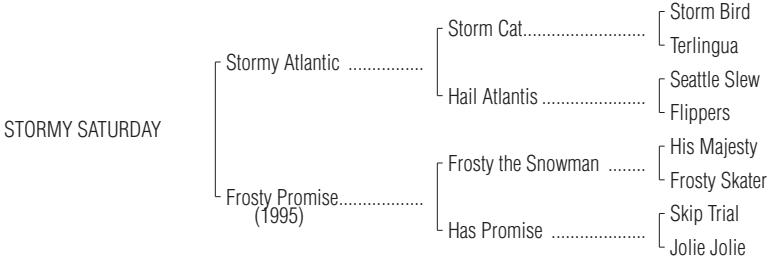 Storm Bird
Storm Cat..........................
Terlingua
Stormy Atlantic ................
Seattle Slew
Hail Atlantis ......................
Flippers
STORMY SATURDAY
His Majesty
Frosty the Snowman ........
Frosty Skater
Frosty Promise..................
(1995)
Skip Trial
Has Promise ....................
Jolie Jolie